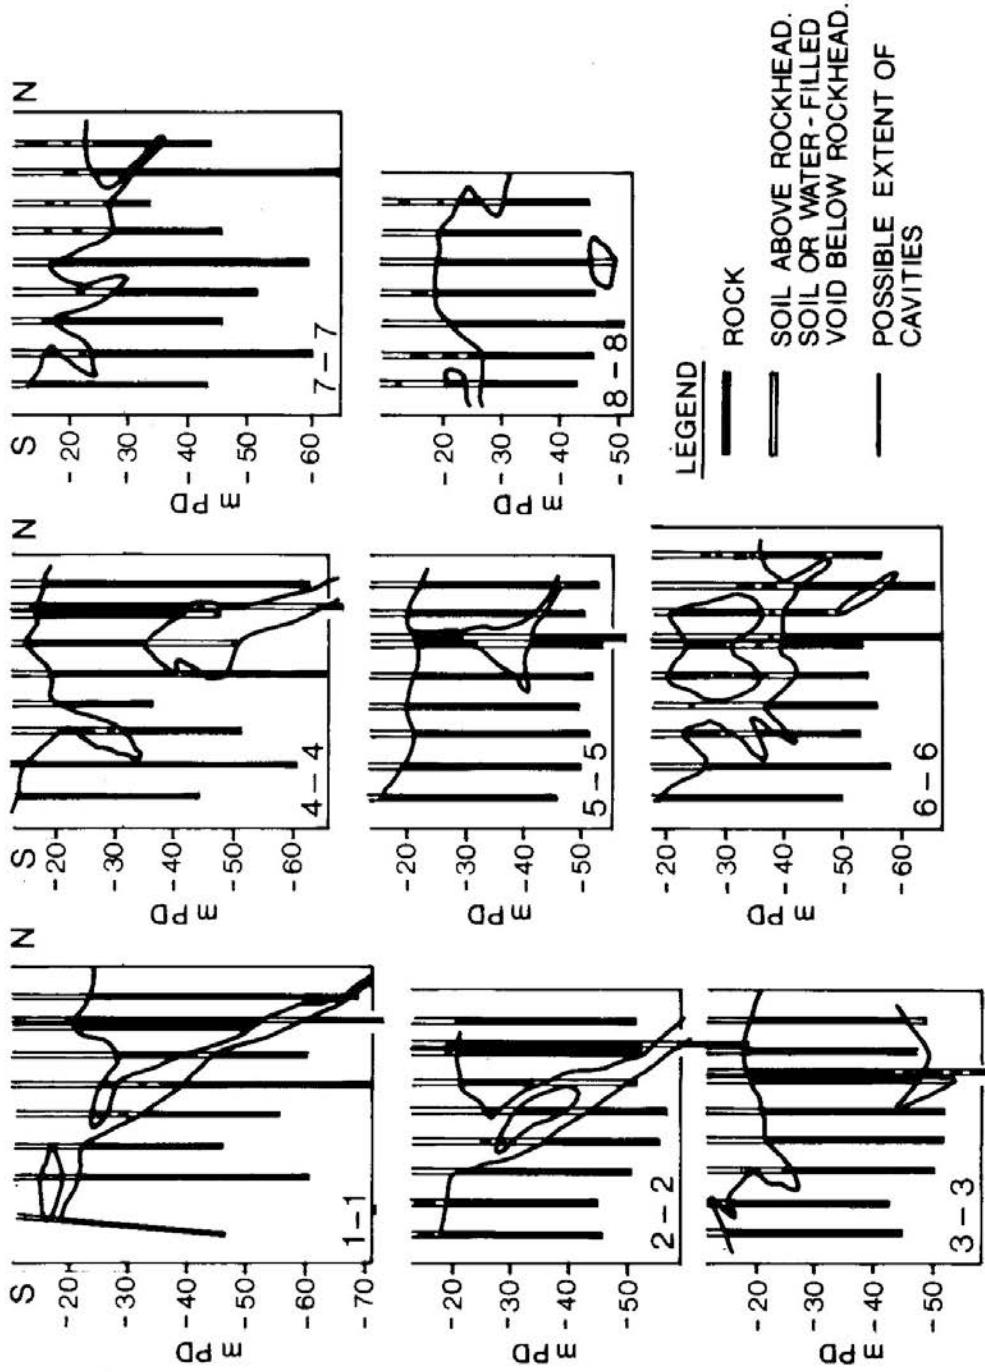 S
N
- 20
- 30
- 40
- 50
- 60
- 70
m PD
1 – 1
- 20
- 30
- 40
- 50
m PD
2 – 2
- 20
- 30
- 40
- 50
m PD
3 – 3
S
N
- 20
- 30
- 40
- 50
- 60
m PD
4 – 4
- 20
- 30
- 40
- 50
m PD
5 – 5
- 20
- 30
- 40
- 50
- 60
m PD
6 – 6
S
N
- 20
- 30
- 40
- 50
- 60
m PD
7 – 7
- 20
- 30
- 40
- 50
m PD
8 – 8
LEGEND
ROCK
SOIL ABOVE ROCKHEAD.
SOIL OR WATER-FILLED
VOID BELOW ROCKHEAD.
POSSIBLE EXTENT OF
CAVITIES